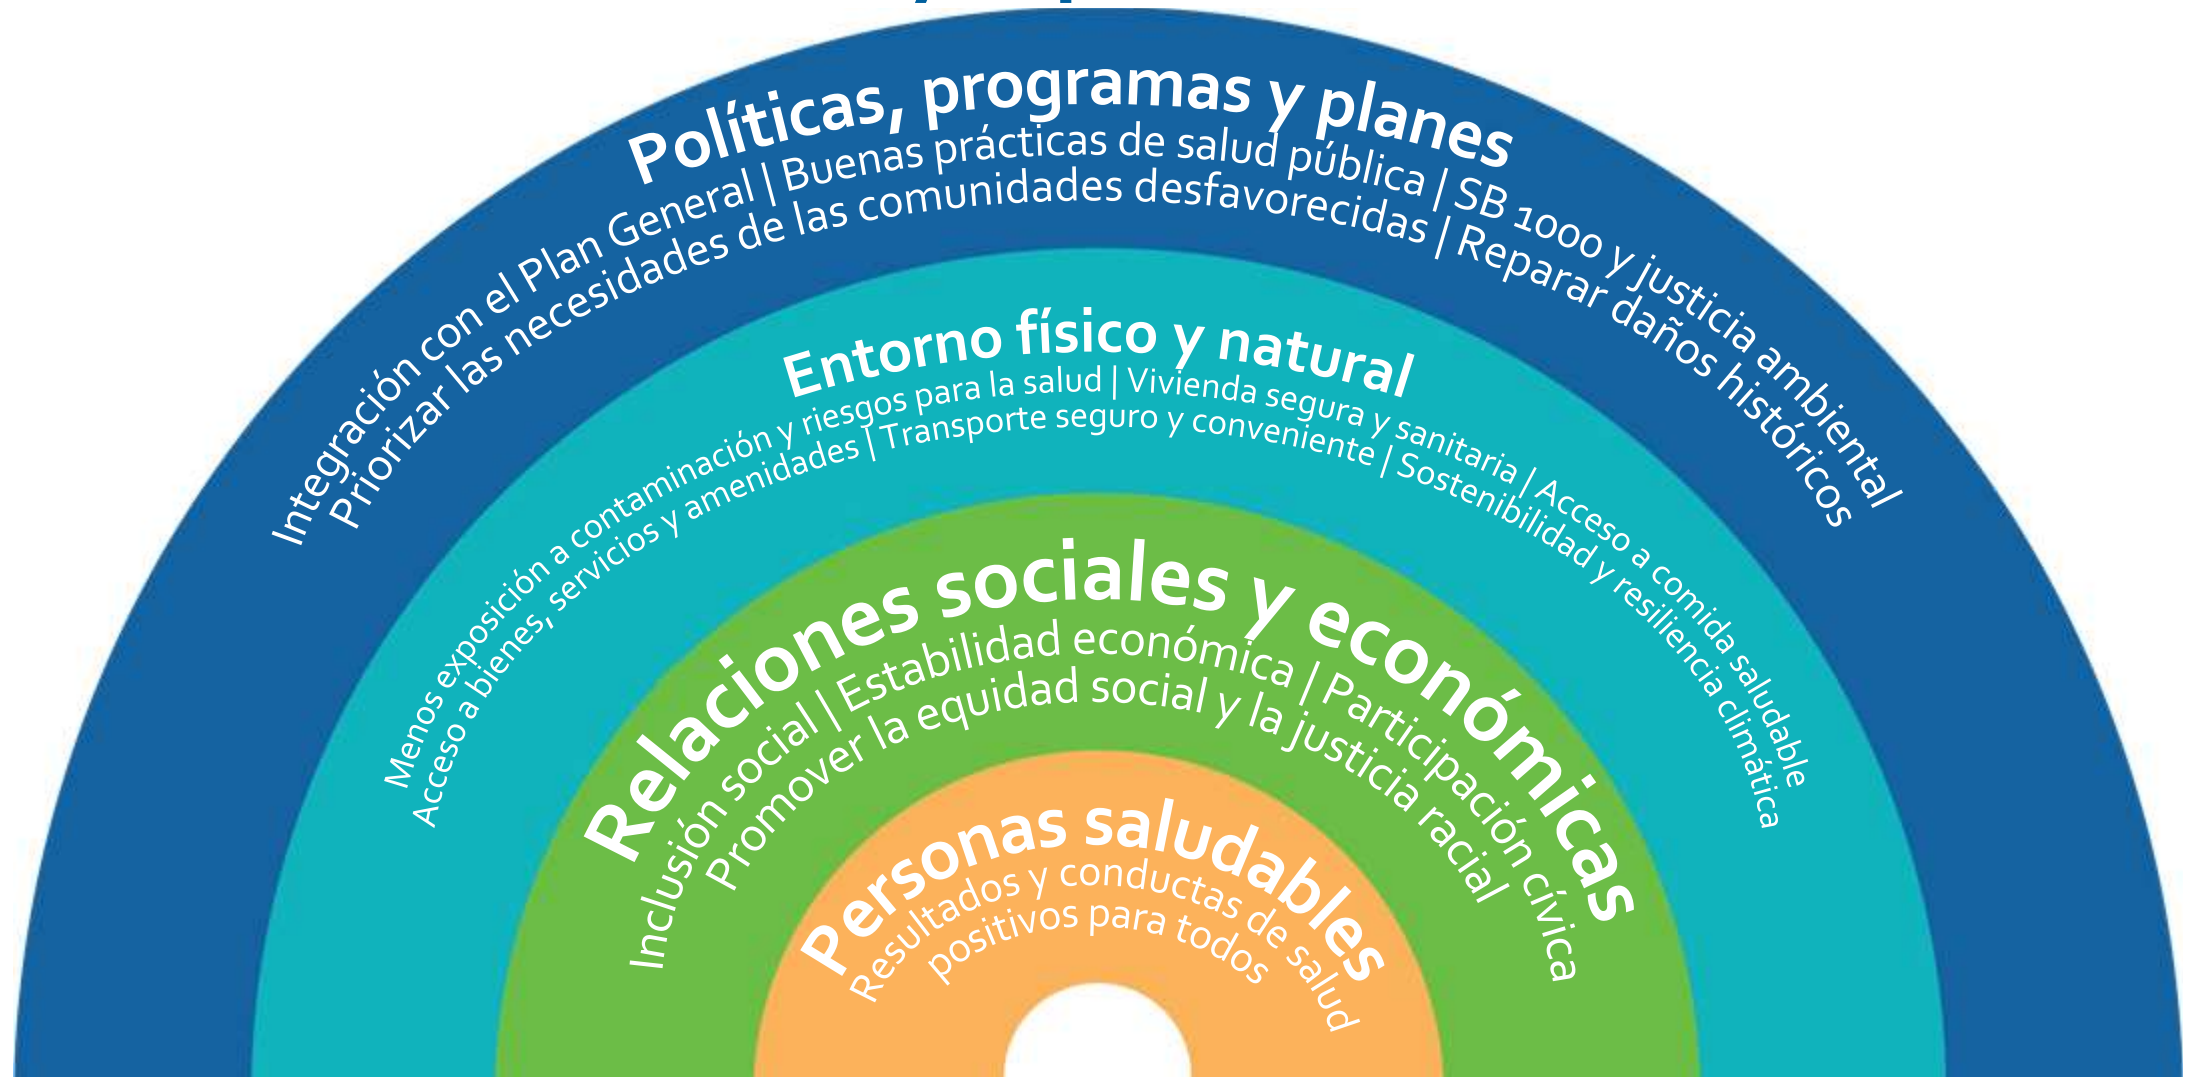 Políticas, programas y planes
Integración con el Plan General | Buenas prácticas de salud pública | SB 1000 y justicia ambiental
Priorizar las necesidades de las comunidades desfavorecidas | Reparar daños históricos
Entorno físico y natural
Menos exposición a contaminación y riesgos para la salud | Vivienda segura y sanitaria | Acceso a comida saludable
Acceso a bienes, servicios y amenidades | Transporte seguro y conveniente | Sostenibilidad y resiliencia climática
Relaciones sociales y económicas
Inclusión social | Estabilidad económica | Participación cívica
Promover la equidad social y la justicia racial
Personas saludables
Resultados y conductas de salud
positivos para todos